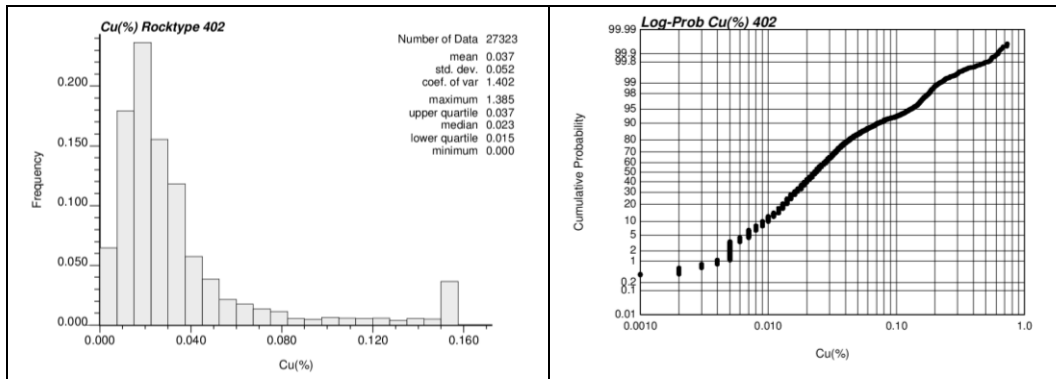 Cu(%) Rocktype 402
Number of Data 27323
mean 0.037
std. dev. 0.052
coef. of var 1.402
maximum 1.385
upper quartile 0.037
median 0.023
lower quartile 0.015
minimum 0.000
Frequency
0.200
0.150
0.100
0.050
0.000
0.000 0.040 0.080 0.120 0.160
Cu(%)
Log-Prob Cu(%) 402
Cumulative Probability
99.99
99.9
99.8
99
98
95
90
80
70
60
50
40
30
20
10
5
2
1
0.2
0.1
0.01
0.0010 0.010 0.10 1.0
Cu(%)